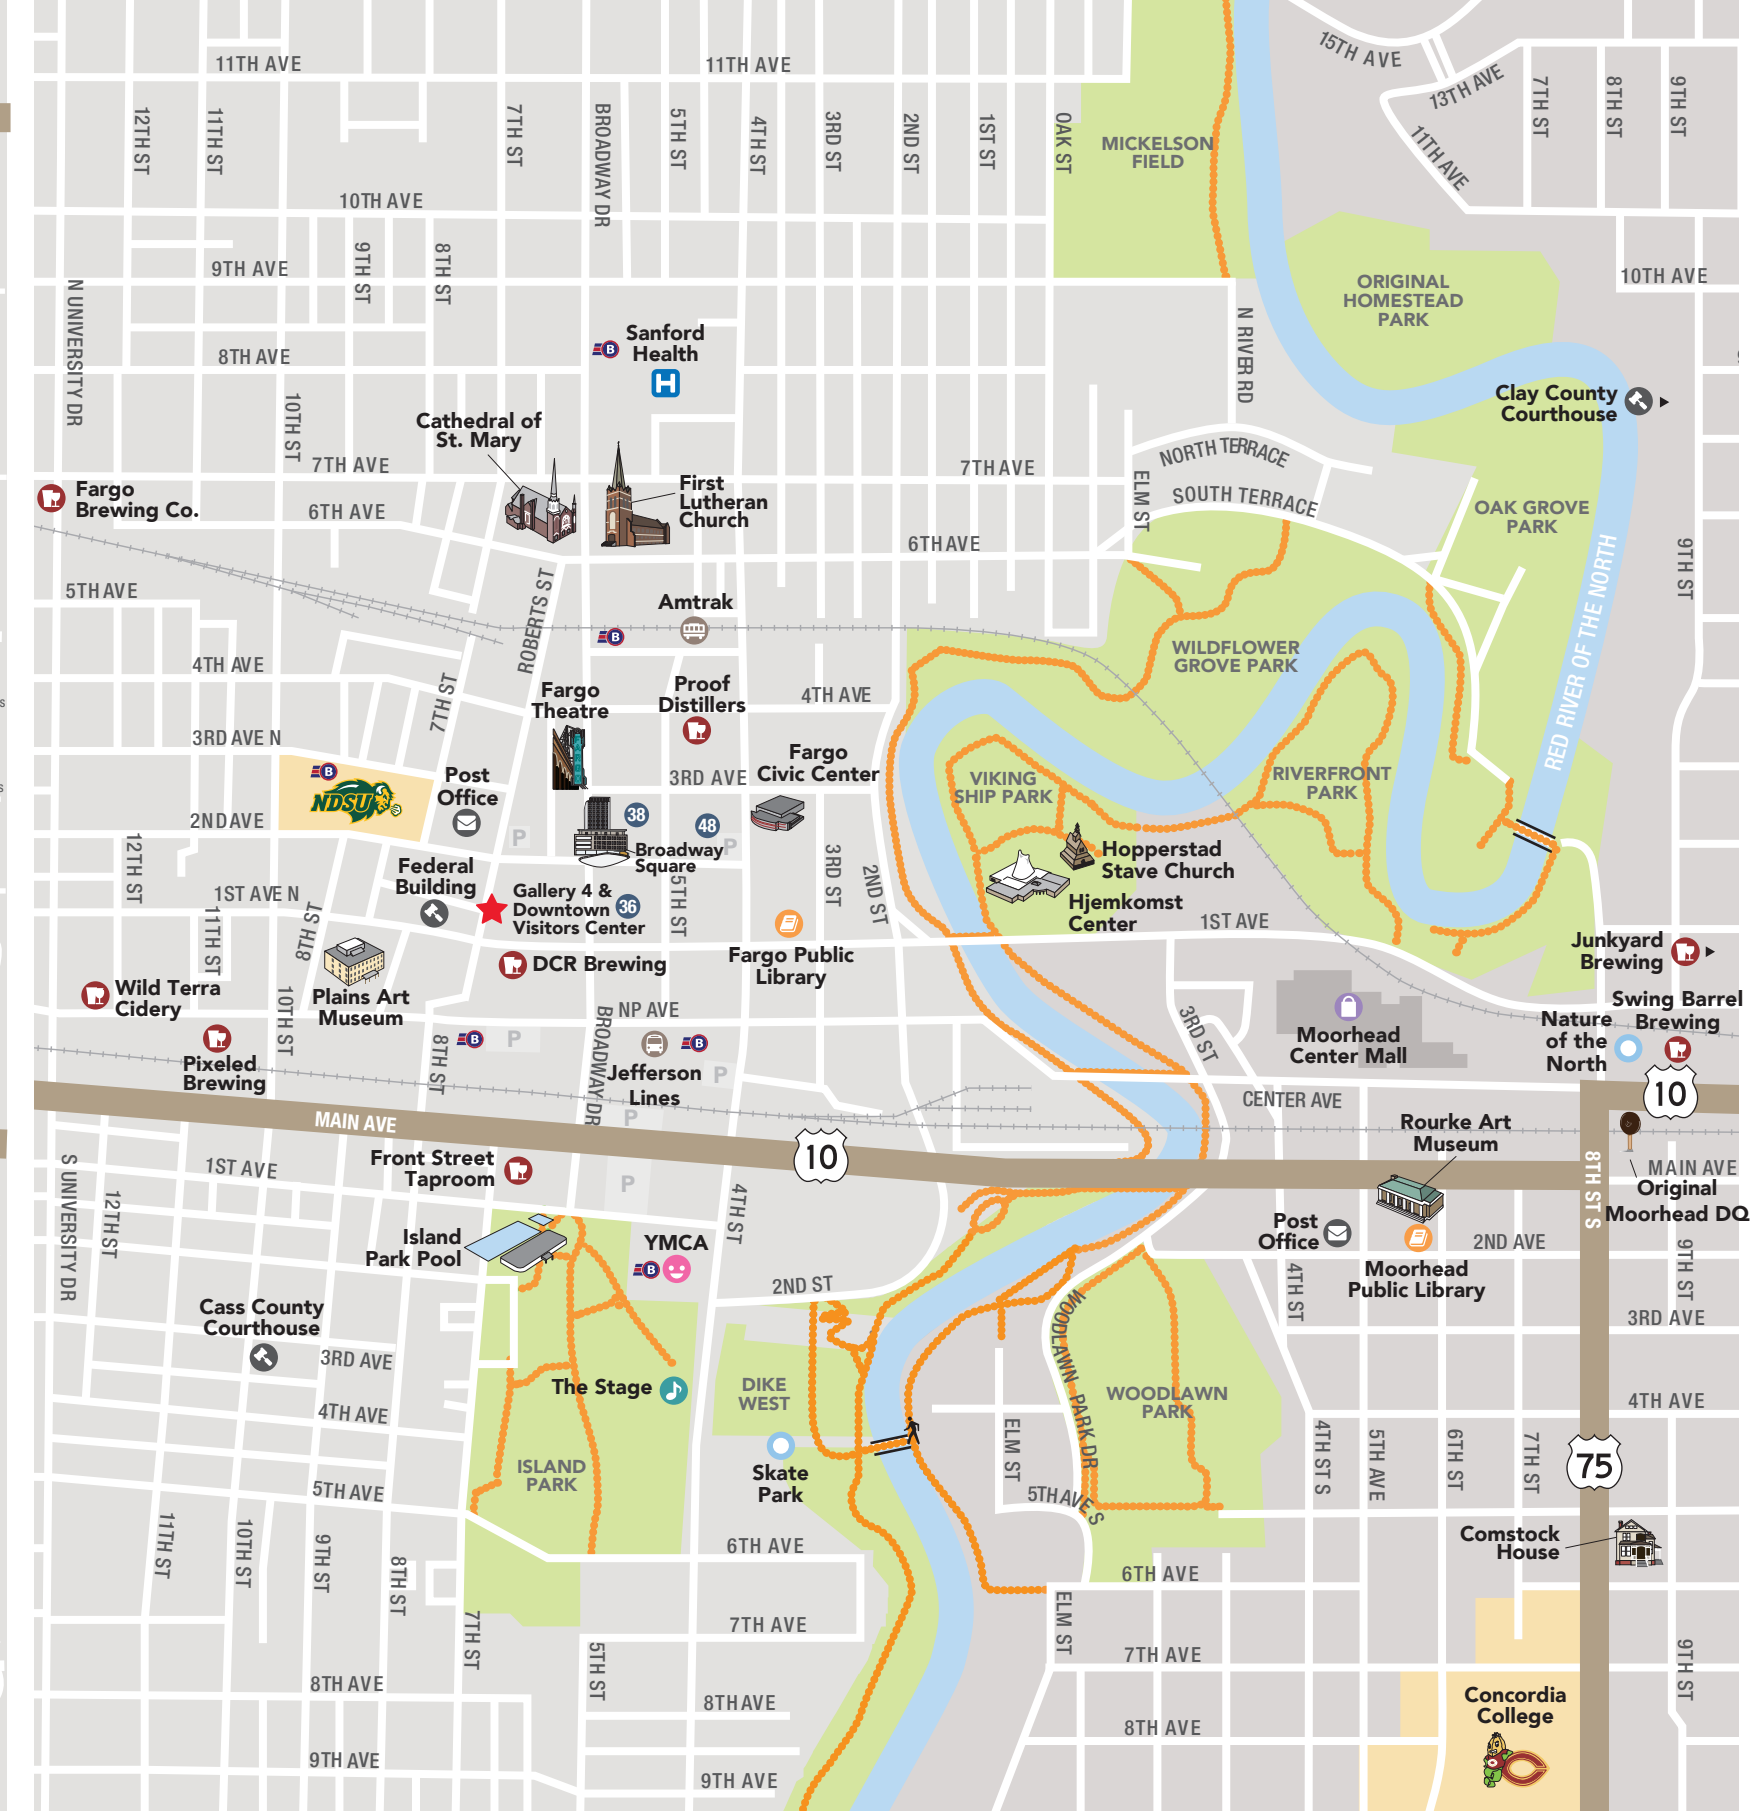 11TH AVE
11TH AVE
15TH AVE
13TH AVE
11TH AVE
7TH ST
8TH ST
9TH ST
12TH ST
11TH ST
7TH ST
BROADWAY DR
5TH ST
4TH ST
3RD ST
2ND ST
1ST ST
OAK ST
MICKELSON
FIELD
10TH AVE
9TH ST
8TH ST
9TH AVE
10TH AVE
ORIGINAL
HOMESTEAD
PARK
N UNIVERSITY DR
N RIVER RD
Sanford
Health
B
H
8TH AVE
10TH ST
Clay County
Courthouse
Cathedral of
St. Mary
7TH AVE
7TH AVE
NORTH TERRACE
SOUTH TERRACE
ELM ST
First
Lutheran
Church
Fargo
Brewing Co.
6TH AVE
6TH AVE
OAK GROVE
PARK
RED RIVER OF THE NORTH
9TH ST
5TH AVE
ROBERTS ST
Amtrak
B
4TH AVE
7TH ST
WILDFLOWER
GROVE PARK
Fargo
Theatre
Proof
Distillers
4TH AVE
3RD AVE N
Fargo
Civic Center
3RD AVE
B
NDSU
Post
Office
VIKING
SHIP PARK
RIVERFRONT
PARK
2ND AVE
38
48
P
P
Broadway
Square
12TH ST
Federal
Building
Hopperstad
Stave Church
Hjemkomst
Center
1ST AVE N
11TH ST
8TH ST
Gallery 4 &
Downtown
Visitors Center
36
5TH ST
3RD ST
2ND ST
1ST AVE
Fargo Public
Library
DCR Brewing
Junkyard
Brewing
Wild Terra
Cidery
Plains Art
Museum
10TH ST
NP AVE
BROADWAY DR
3RD ST
Moorhead
Center Mall
Swing Barrel
Brewing
Nature
of the
North
Pixeled
Brewing
8TH ST
B
P
B
Jefferson
Lines
P
P
CENTER AVE
10
MAIN AVE
10
Rourke Art
Museum
8TH ST S
MAIN AVE
Original
Moorhead DQ
S UNIVERSITY DR
1ST AVE
12TH ST
Front Street
Taproom
P
4TH ST
Island
Park Pool
YMCA
B
Post
Office
2ND AVE
Moorhead
Public Library
9TH ST
4TH ST
2ND ST
Cass County
Courthouse
3RD AVE
3RD AVE
WOODLAWN PARK DR
The Stage
DIKE
WEST
WOODLAWN
PARK
4TH AVE
4TH AVE
ELM ST
4TH ST S
5TH AVE
6TH ST
7TH ST
75
ISLAND
PARK
Skate
Park
5TH AVE
5TH AVE S
11TH ST
10TH ST
9TH ST
8TH ST
6TH AVE
Comstock
House
6TH AVE
7TH ST
7TH AVE
ELM ST
7TH AVE
9TH ST
5TH ST
8TH AVE
8TH AVE
8TH AVE
Concordia
College
C
9TH AVE
9TH AVE